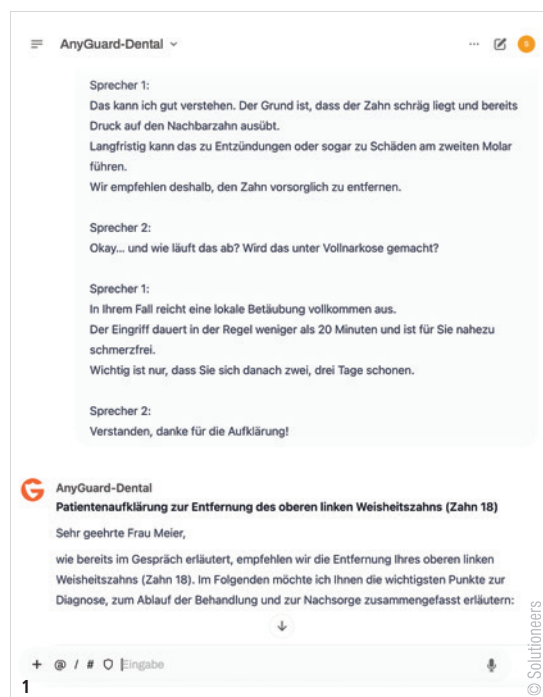 AnyGuard-Dental
S
Sprecher 1:
Das kann ich gut verstehen. Der Grund ist, dass der Zahn schräg liegt und bereits
Druck auf den Nachbarzahn ausübt.
Langfristig kann das zu Entzündungen oder sogar zu Schäden am zweiten Molar
führen.
Wir empfehlen deshalb, den Zahn vorsorglich zu entfernen.
Sprecher 2:
Okay... und wie läuft das ab? Wird das unter Vollnarkose gemacht?
Sprecher 1:
In Ihrem Fall reicht eine lokale Betäubung vollkommen aus.
Der Eingriff dauert in der Regel weniger als 20 Minuten und ist für Sie nahezu
schmerzfrei.
Wichtig ist nur, dass Sie sich danach zwei, drei Tage schonen.
Sprecher 2:
Verstanden, danke für die Aufklärung!
AnyGuard-Dental
Patientenaufklärung zur Entfernung des oberen linken Weisheitszahns (Zahn 18)
Sehr geehrte Frau Meier,
wie bereits im Gespräch erläutert, empfehlen wir die Entfernung Ihres oberen linken
Weisheitszahns (Zahn 18). Im Folgenden möchte ich Ihnen die wichtigsten Punkte zur
Diagnose, zum Ablauf der Behandlung und zur Nachsorge zusammengefasst erläutern:
+ @ / # Eingabe
1
© Solutioneers